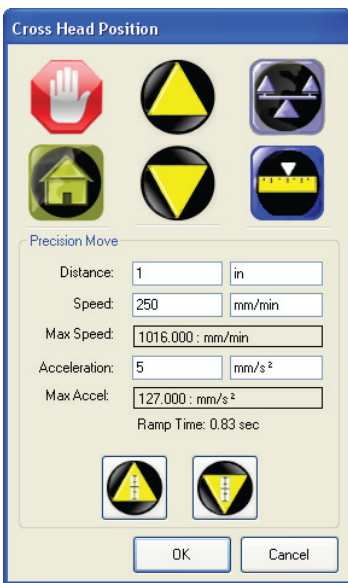 Cross Head Position
Precision Move
Distance: 1 in
Speed: 250 mm/min
Max Speed: 1016.000 : mm/min
Acceleration: 5 mm/s²
Max Accel: 127.000 : mm/s²
Ramp Time: 0.83 sec
OK Cancel